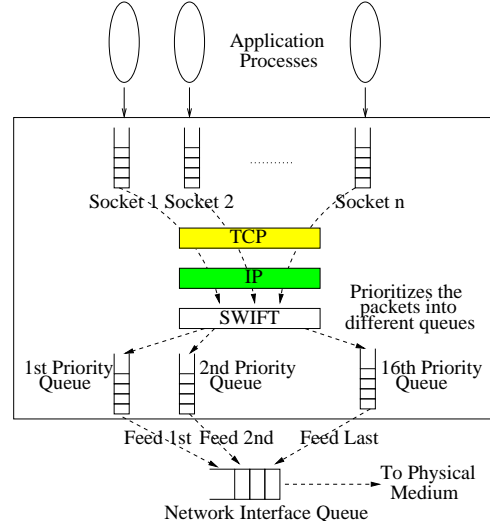 Application
Processes
..........
Socket 1 Socket 2
Socket n
TCP
IP
SWIFT
Prioritizes the
packets into
different queues
1st Priority
Queue
2nd Priority
Queue
16th Priority
Queue
Feed 1st
Feed 2nd
Feed Last
To Physical
Medium
Network Interface Queue